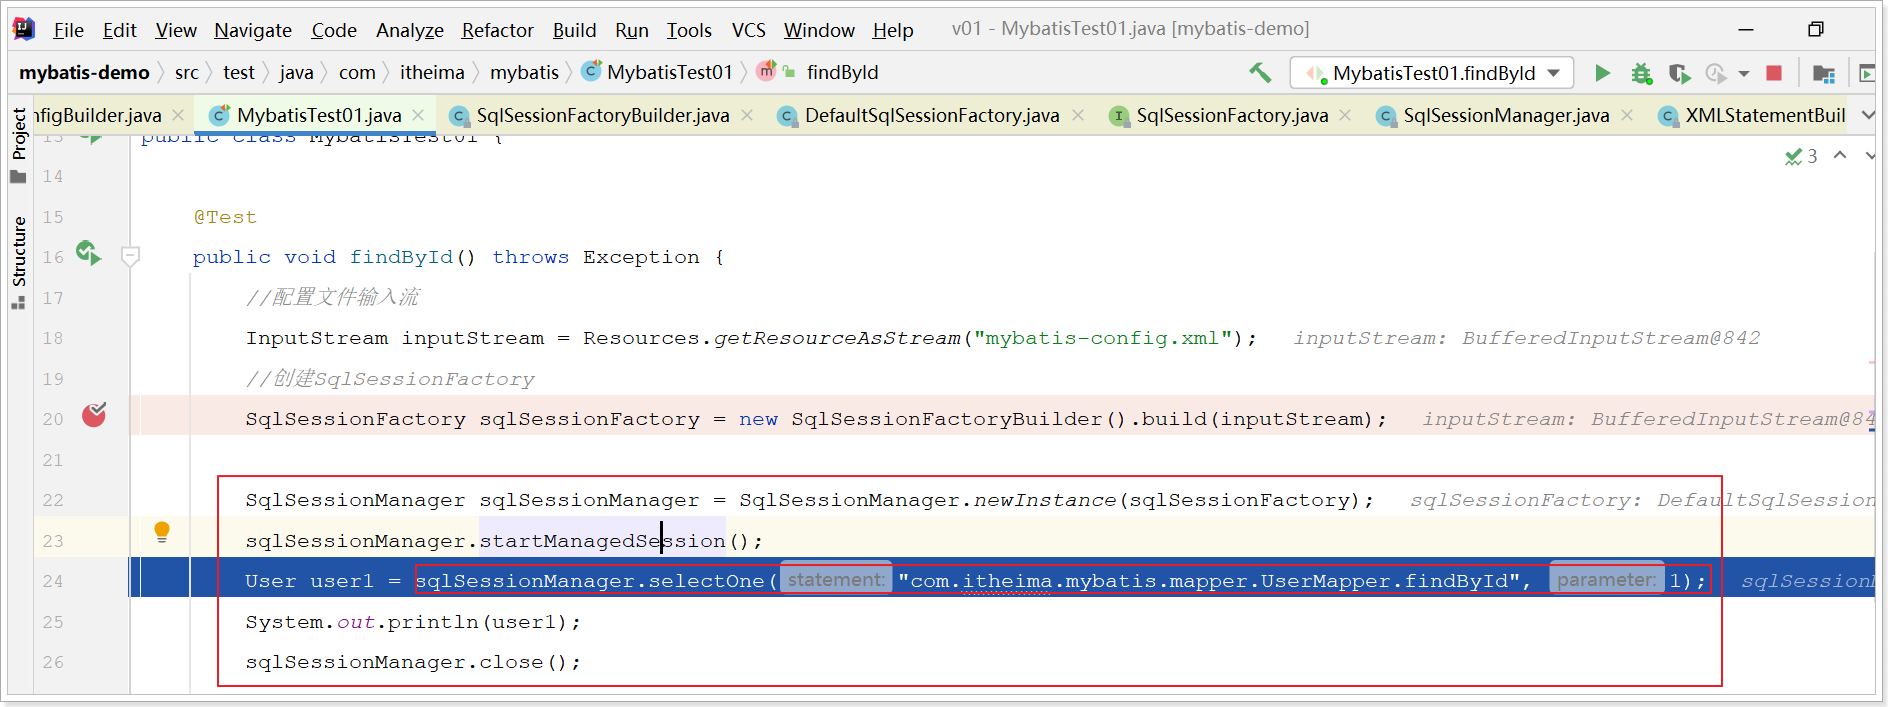 File Edit View Navigate Code Analyze Refactor Build Run Tools VCS Window Help v01 - MybatisTest01.java [mybatis-demo]
mybatis-demo src test java com itheima mybatis MybatisTest01 findById MybatisTest01.findById
nfigBuilder.java MybatisTest01.java SqlSessionFactoryBuilder.java DefaultSqlSessionFactory.java SqlSessionFactory.java SqlSessionManager.java XMLStatementBuil
Project
Structure
13 public class MybatisTest01 {
3
14
15 @Test
16 public void findById() throws Exception {
17 //配置文件输入流
18 InputStream inputStream = Resources.getResourceAsStream("mybatis-config.xml"); inputStream: BufferedInputStream@842
19 //创建SqlSessionFactory
20 SqlSessionFactory sqlSessionFactory = new SqlSessionFactoryBuilder().build(inputStream); inputStream: BufferedInputStream@84
21
22 SqlSessionManager sqlSessionManager = SqlSessionManager.newInstance(sqlSessionFactory); sqlSessionFactory: DefaultSqlSession
23 sqlSessionManager.startManagedSession();
24 User user1 = sqlSessionManager.selectOne( statement: "com.itheima.mybatis.mapper.UserMapper.findById", parameter: 1); sqlSession
25 System.out.println(user1);
26 sqlSessionManager.close();